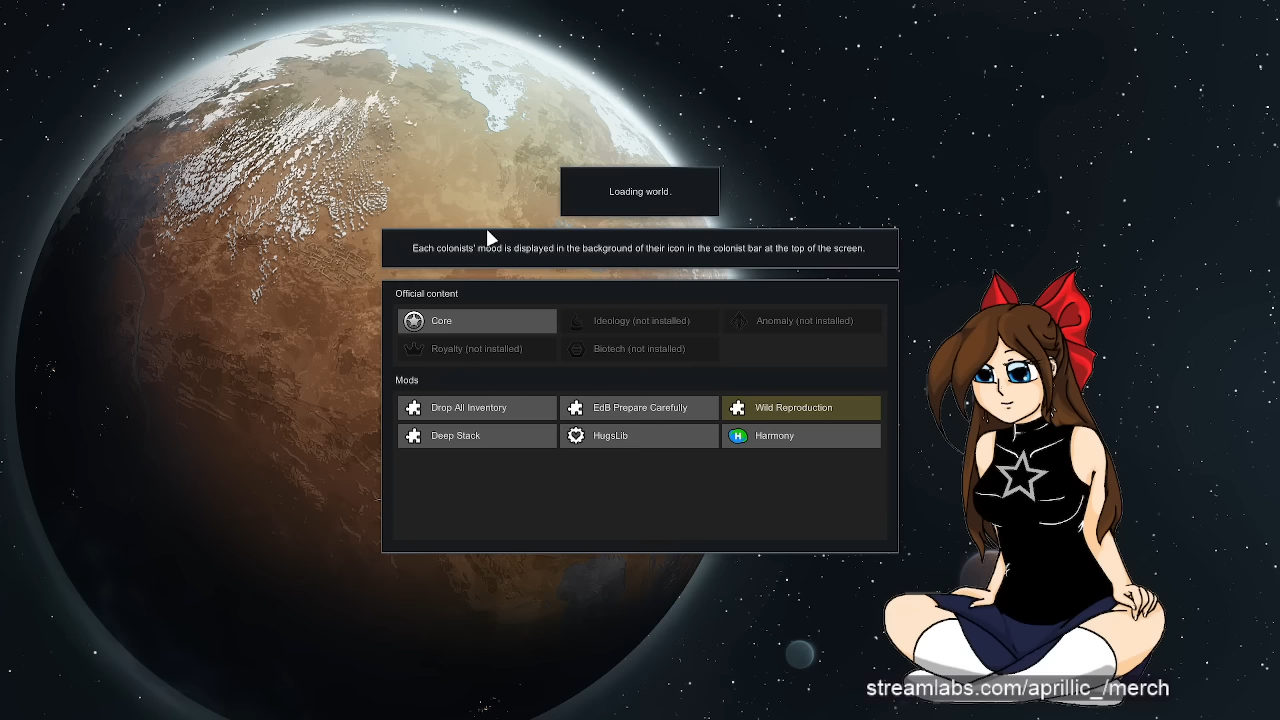 Loading world.
Each colonists' mood is displayed in the background of their icon in the colonist bar at the top of the screen.
Official content
Core
Ideology (not installed)
Anomaly (not installed)
Royalty (not installed)
Biotech (not installed)
Mods
Drop All Inventory
EdB Prepare Carefully
Wild Reproduction
Deep Stack
HugsLib
H Harmony
streamlabs.com/aprillic_/merch